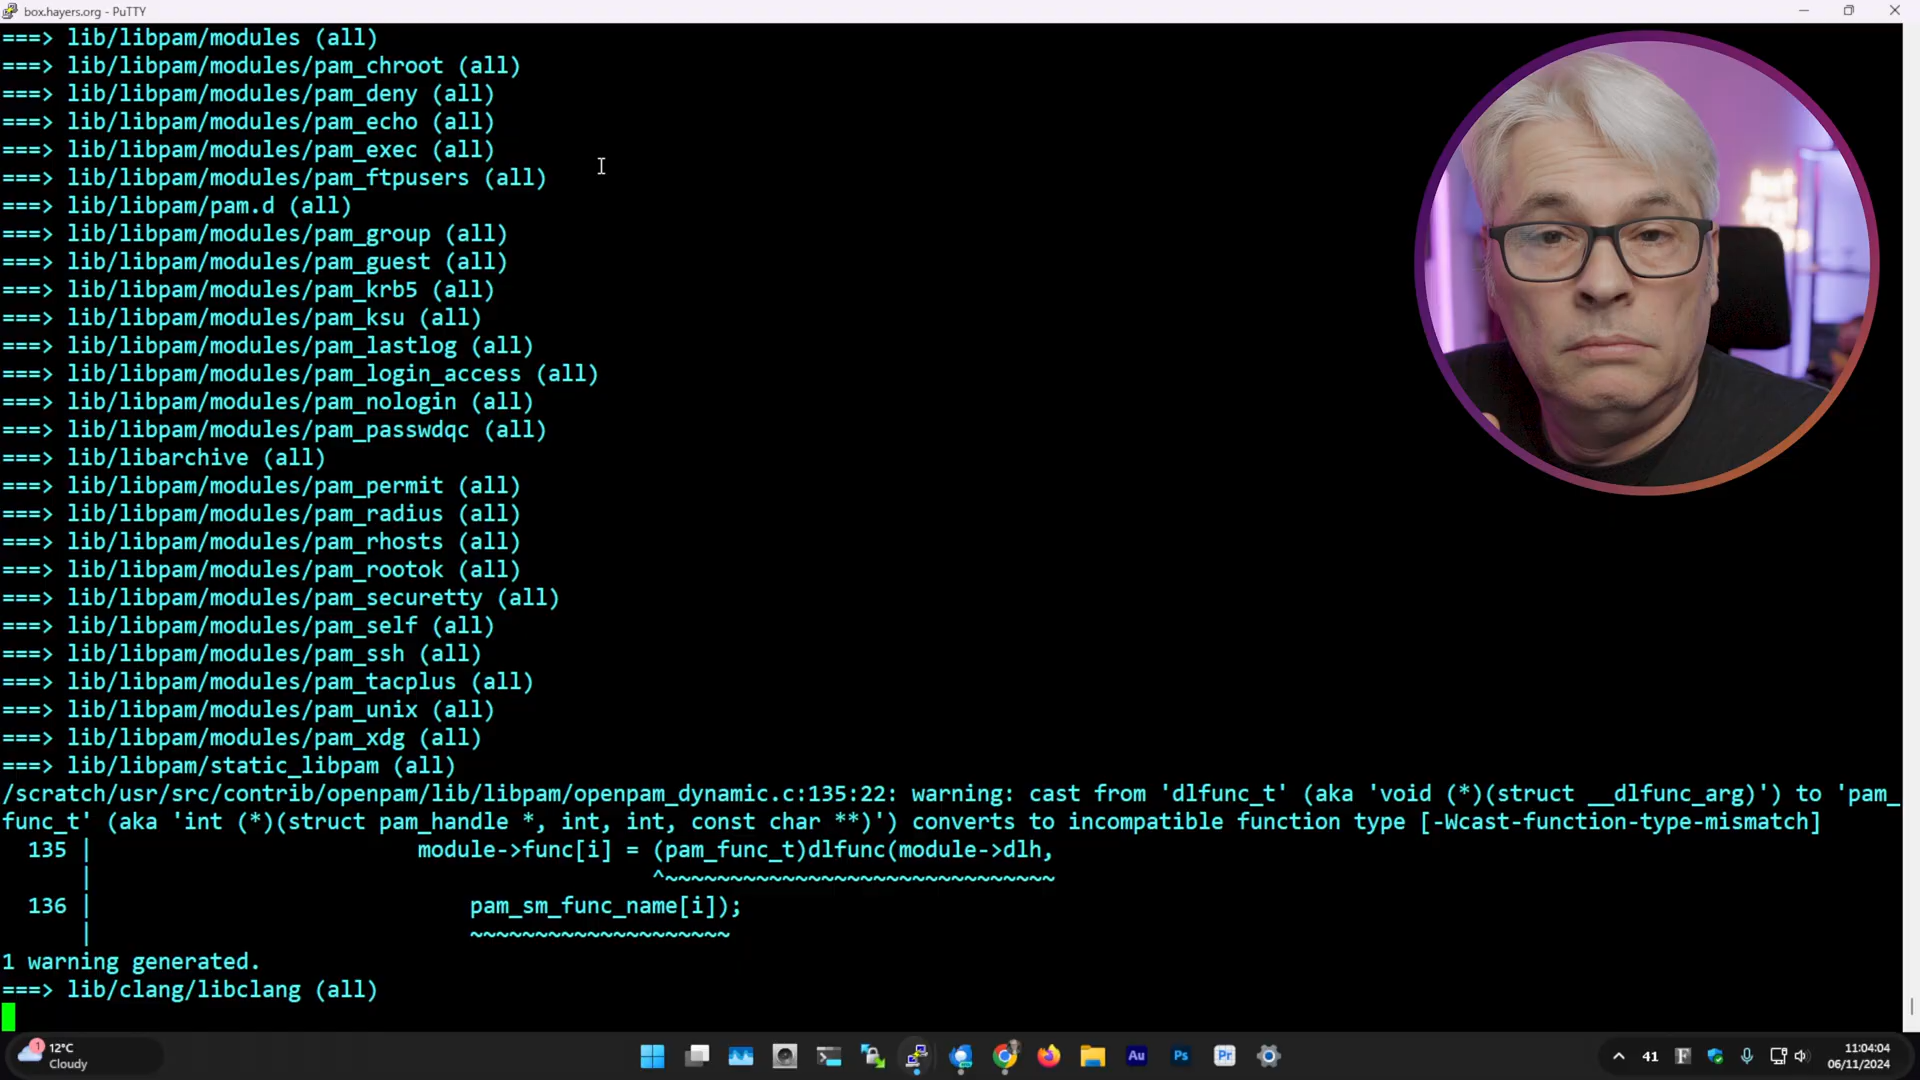 box.hayers.org - PuTTY
===> lib/libpam/modules (all)
===> lib/libpam/modules/pam_chroot (all)
===> lib/libpam/modules/pam_deny (all)
===> lib/libpam/modules/pam_echo (all)
===> lib/libpam/modules/pam_exec (all)
===> lib/libpam/modules/pam_ftpusers (all)
===> lib/libpam/pam.d (all)
===> lib/libpam/modules/pam_group (all)
===> lib/libpam/modules/pam_guest (all)
===> lib/libpam/modules/pam_krb5 (all)
===> lib/libpam/modules/pam_ksu (all)
===> lib/libpam/modules/pam_lastlog (all)
===> lib/libpam/modules/pam_login_access (all)
===> lib/libpam/modules/pam_nologin (all)
===> lib/libpam/modules/pam_passwdqc (all)
===> lib/libarchive (all)
===> lib/libpam/modules/pam_permit (all)
===> lib/libpam/modules/pam_radius (all)
===> lib/libpam/modules/pam_rhosts (all)
===> lib/libpam/modules/pam_rootok (all)
===> lib/libpam/modules/pam_securetty (all)
===> lib/libpam/modules/pam_self (all)
===> lib/libpam/modules/pam_ssh (all)
===> lib/libpam/modules/pam_tacplus (all)
===> lib/libpam/modules/pam_unix (all)
===> lib/libpam/modules/pam_xdg (all)
===> lib/libpam/static_libpam (all)
/scratch/usr/src/contrib/openpam/lib/libpam/openpam_dynamic.c:135:22: warning: cast from 'dlfunc_t' (aka 'void (*)(struct __dlfunc_arg)') to 'pam_
func_t' (aka 'int (*)(struct pam_handle *, int, int, const char **)') converts to incompatible function type [-Wcast-function-type-mismatch]
135 | module->func[i] = (pam_func_t)dlfunc(module->dlh,
| ^~~~~~~~~~~~~~~~~~~~~~~~~~~~~~~
136 | pam_sm_func_name[i]);
| ~~~~~~~~~~~~~~~~~~~~
1 warning generated.
===> lib/clang/libclang (all)
1
12°C
Cloudy
Au
Ps
Pr
41
F
11:04:04
06/11/2024